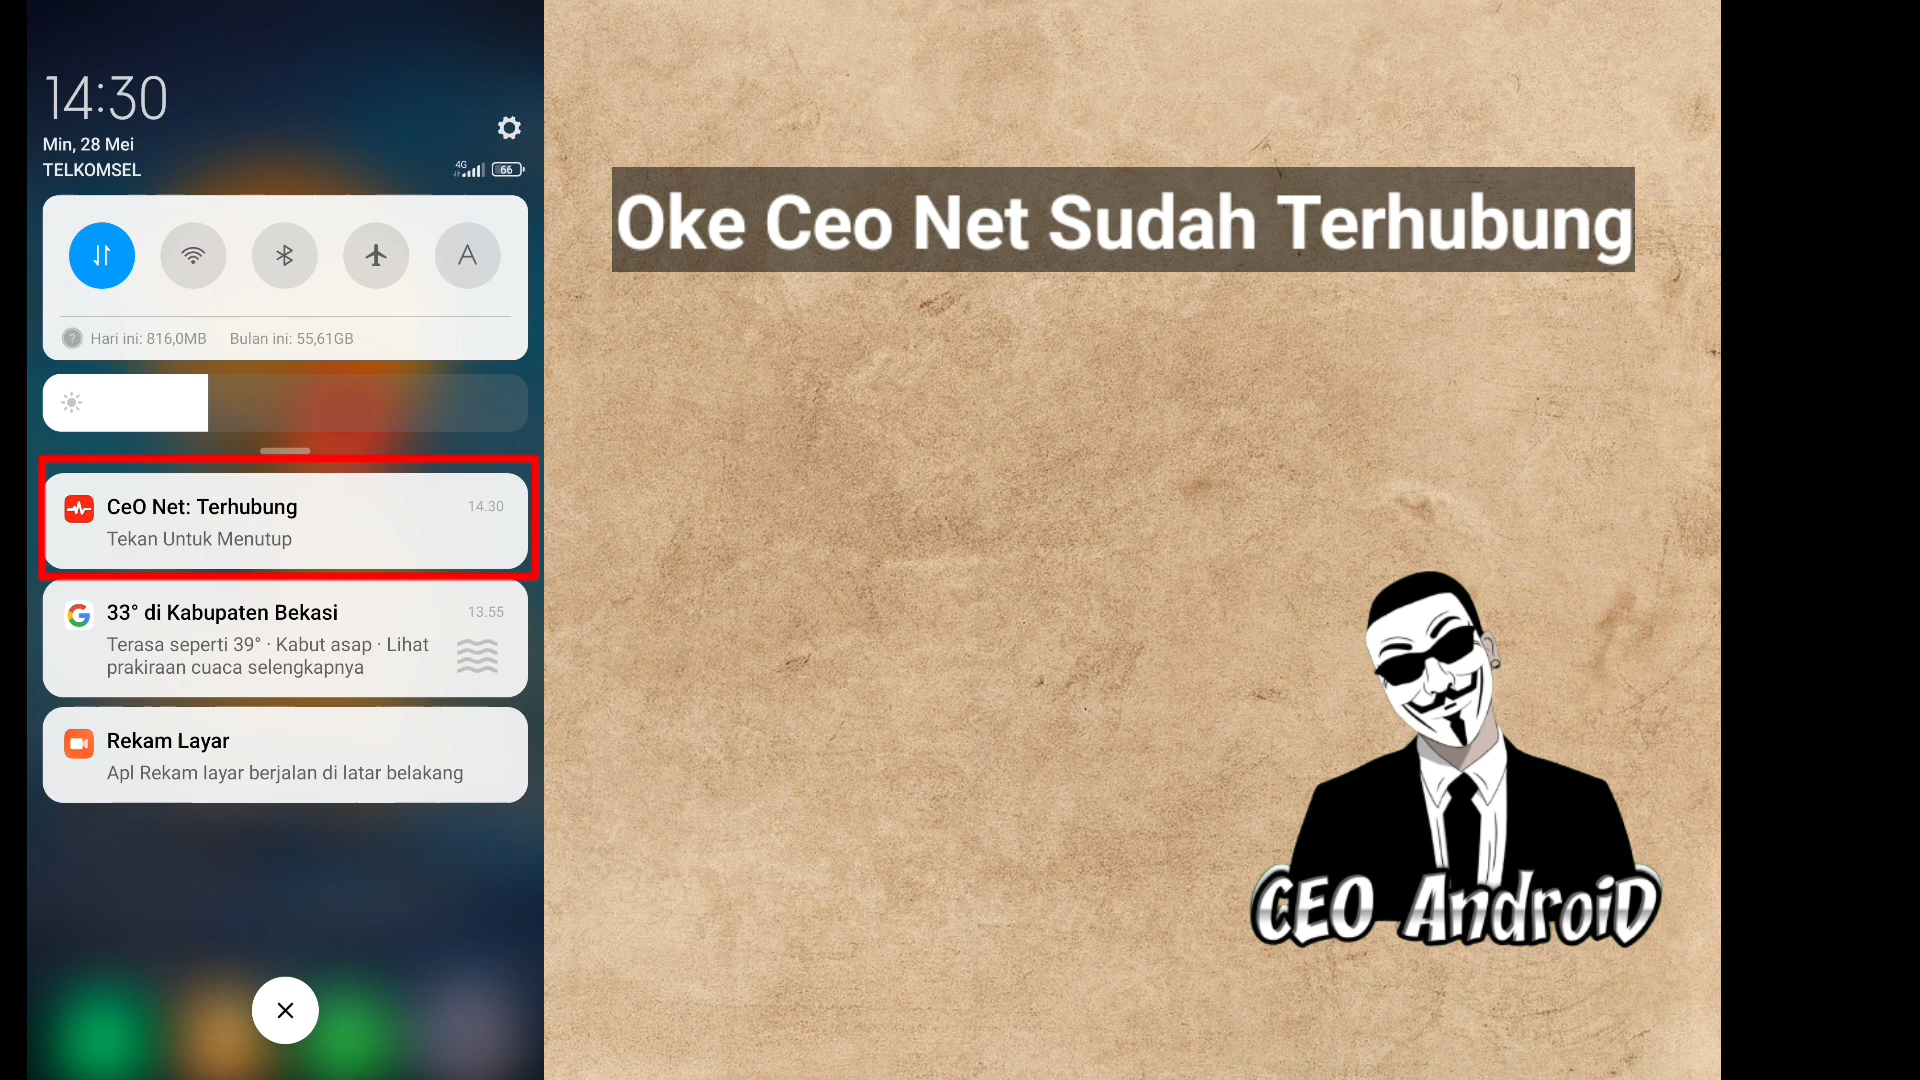 14:30
Min, 28 Mei
TELKOMSEL
4G
66
A
Hari ini: 816,0MB Bulan ini: 55,61GB
CeO Net: Terhubung 14.30
Tekan Untuk Menutup
33° di Kabupaten Bekasi 13.55
Terasa seperti 39° · Kabut asap · Lihat
prakiraan cuaca selengkapnya
Rekam Layar
Apl Rekam layar berjalan di latar belakang
Oke Ceo Net Sudah Terhubung
CEO AndroiD